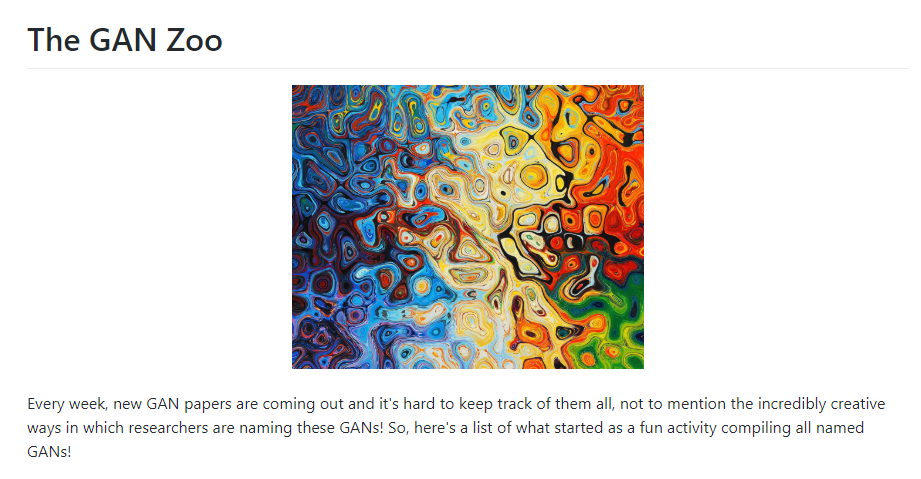 The GAN Zoo
Every week, new GAN papers are coming out and it's hard to keep track of them all, not to mention the incredibly creative
ways in which researchers are naming these GANs! So, here's a list of what started as a fun activity compiling all named
GANs!